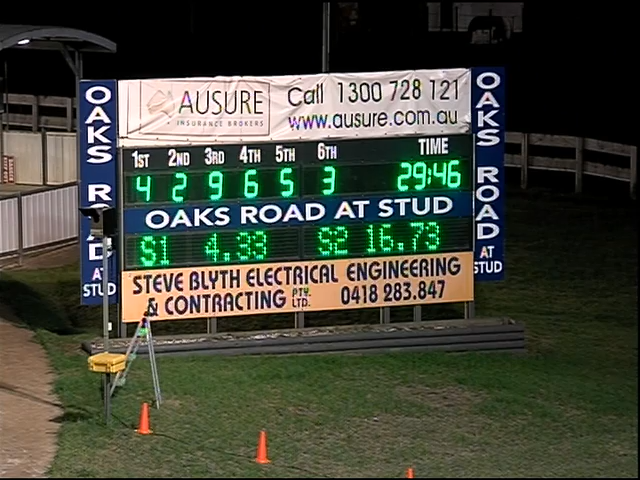 AUSURE
INSURANCE BROKERS
Call 1300 728 121
www.ausure.com.au
1ST 2ND 3RD 4TH 5TH 6TH TIME
4 2 9 6 5 3 29:46
OAKS ROAD AT STUD
S1 4.33 S2 16.73
STEVE BLYTH ELECTRICAL ENGINEERING
& CONTRACTING PTY. LTD. 0418 283.847
OAKS
ROAD
AT
STUD
OAKS
ROAD
AT
STUD